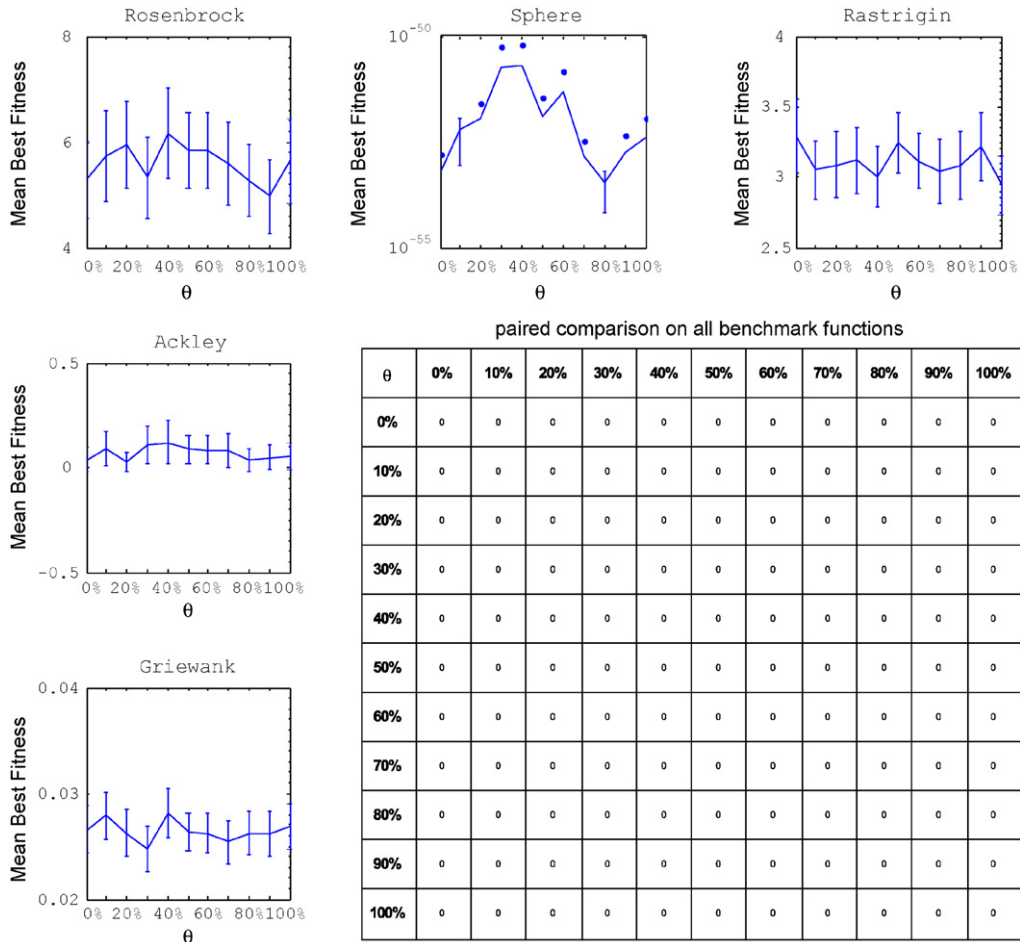 Rosenbrock
8
6
4
Mean Best Fitness
0% 20% 40% 60% 80% 100%
θ
Sphere
10^-50
10^-55
Mean Best Fitness
0% 20% 40% 60% 80% 100%
θ
Rastrigin
4
3.5
3
2.5
Mean Best Fitness
0% 20% 40% 60% 80% 100%
θ
Ackley
0.5
0
-0.5
Mean Best Fitness
0% 20% 40% 60% 80% 100%
θ
Griewank
0.04
0.03
0.02
Mean Best Fitness
0% 20% 40% 60% 80% 100%
θ
paired comparison on all benchmark functions
θ 0% 10% 20% 30% 40% 50% 60% 70% 80% 90% 100%
0% 0 0 0 0 0 0 0 0 0 0 0
10% 0 0 0 0 0 0 0 0 0 0 0
20% 0 0 0 0 0 0 0 0 0 0 0
30% 0 0 0 0 0 0 0 0 0 0 0
40% 0 0 0 0 0 0 0 0 0 0 0
50% 0 0 0 0 0 0 0 0 0 0 0
60% 0 0 0 0 0 0 0 0 0 0 0
70% 0 0 0 0 0 0 0 0 0 0 0
80% 0 0 0 0 0 0 0 0 0 0 0
90% 0 0 0 0 0 0 0 0 0 0 0
100% 0 0 0 0 0 0 0 0 0 0 0